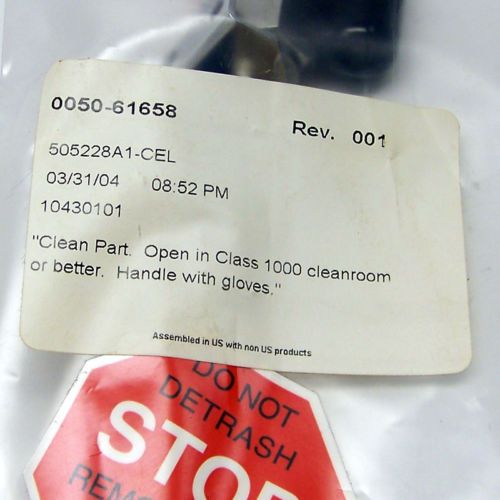 0050-61658 Rev. 001
505228A1-CEL
03/31/04 08:52 PM
10430101
"Clean Part. Open in Class 1000 cleanroom
or better. Handle with gloves."
Assembled in US with non US products
DO NOT
DETRASH
STOP